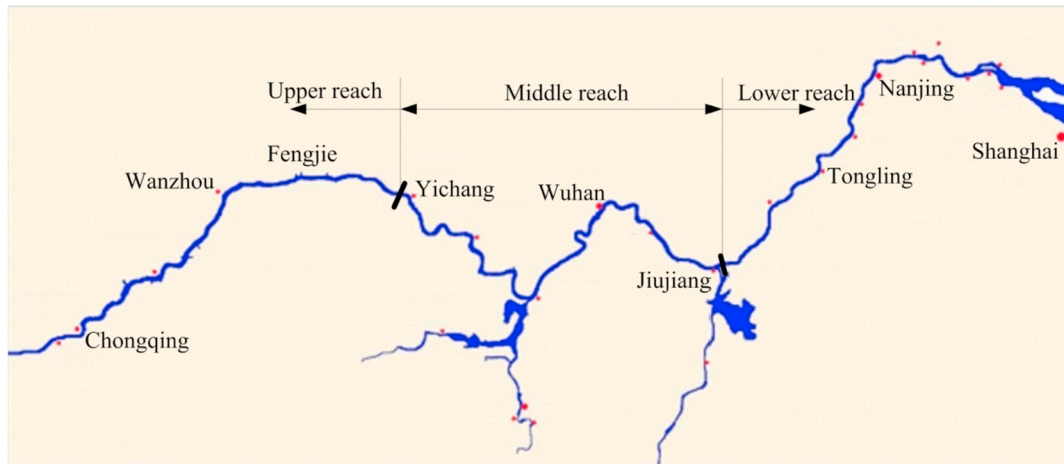 Upper reach
Middle reach
Lower reach
Nanjing
Shanghai
Fengjie
Wanzhou
Yichang
Wuhan
Tongling
Jiujiang
Chongqing